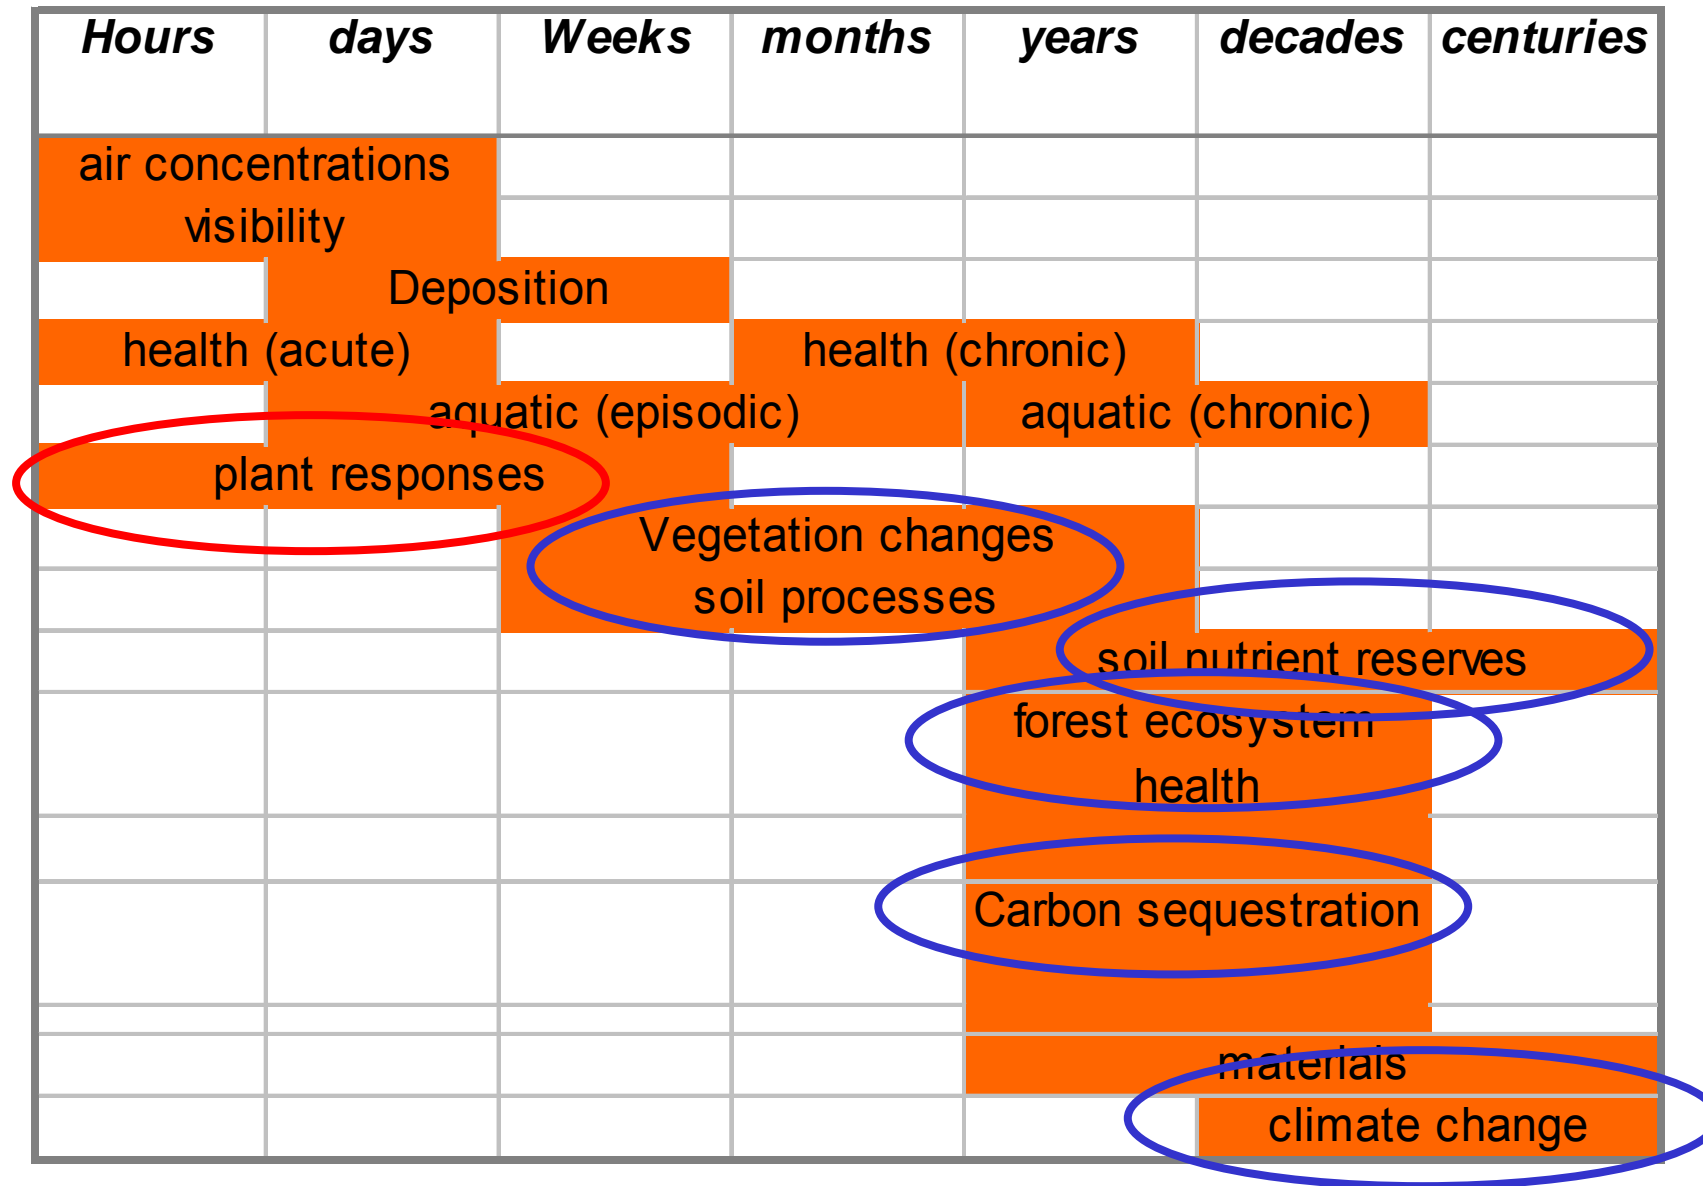 Hours days Weeks months years decades centuries
air concentrations
visibility
Deposition
health (acute) health (chronic)
aquatic (episodic) aquatic (chronic)
plant responses
Vegetation changes
soil processes
soil nutrient reserves
forest ecosystem
health
Carbon sequestration
materials
climate change